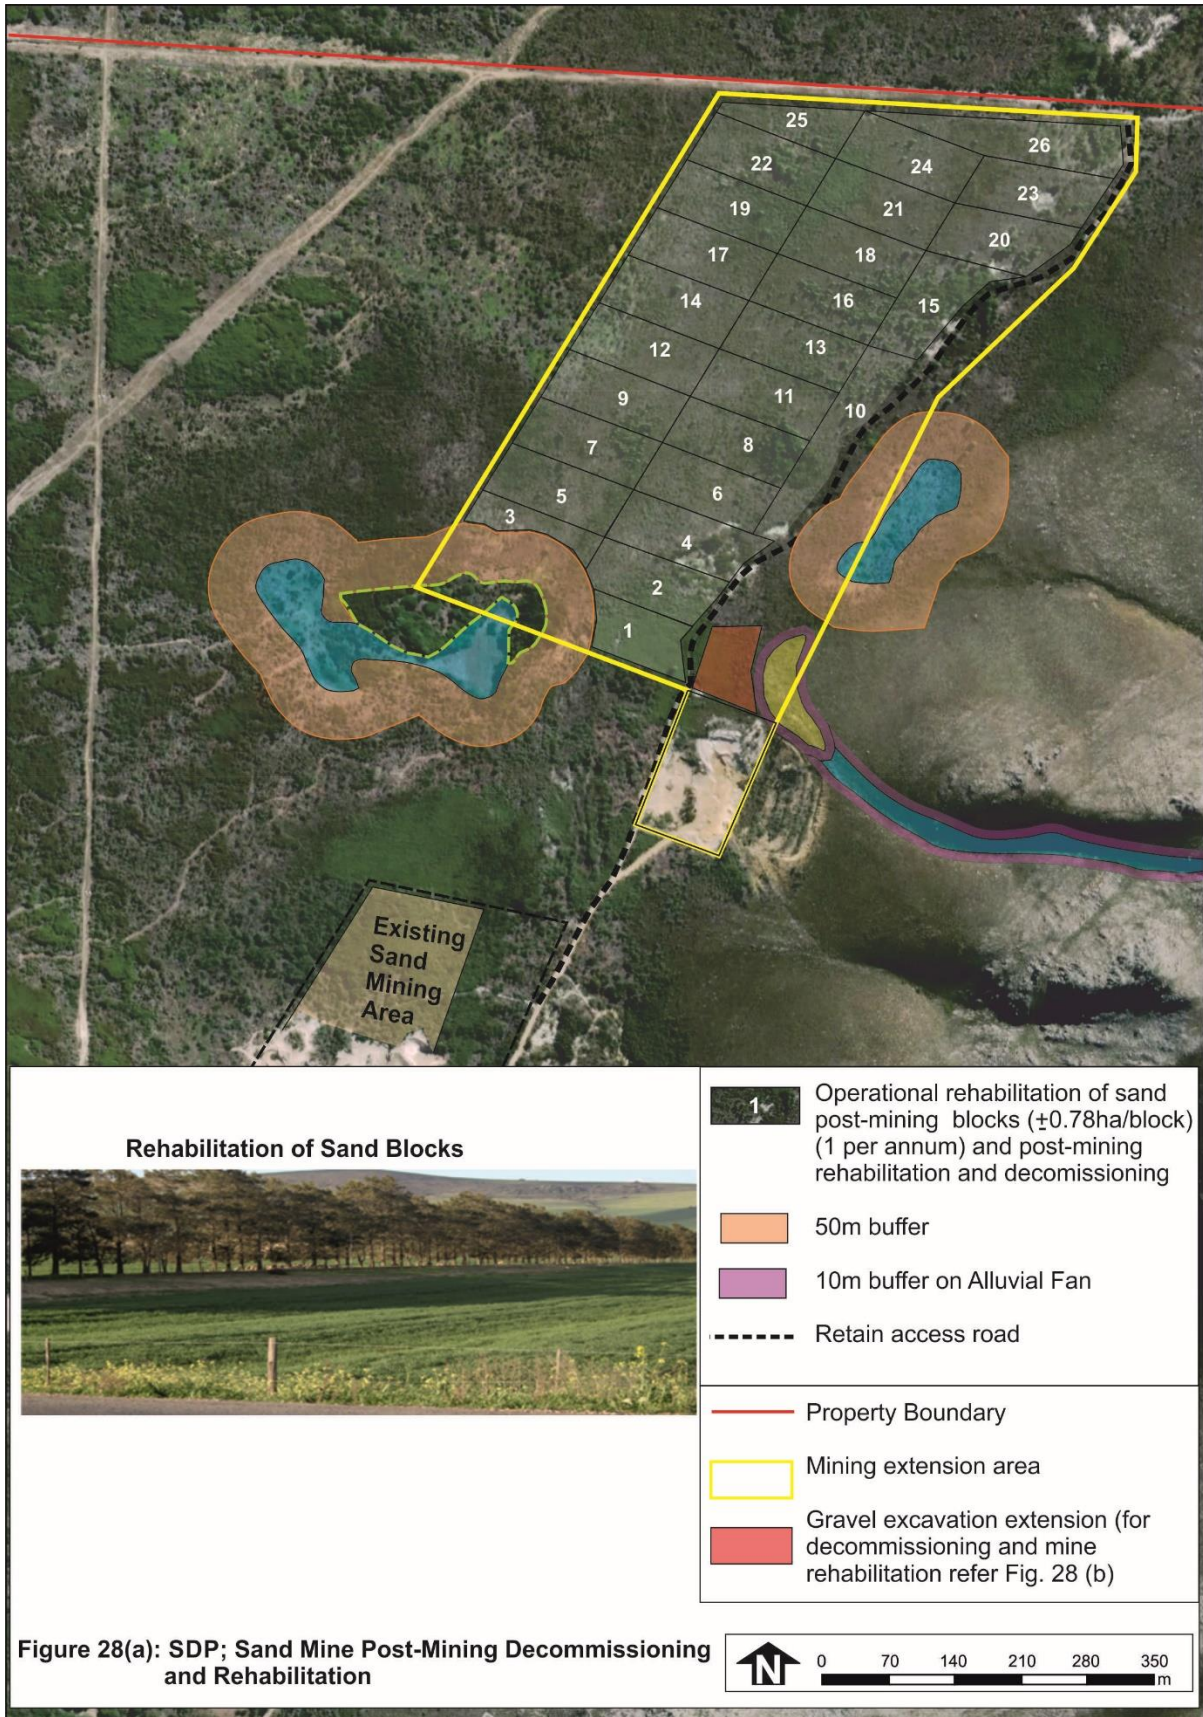 25
26
22
24
23
19
21
20
17
18
14
16
15
12
13
9
11
10
7
8
5
6
3
4
2
1
Existing
Sand
Mining
Area
Rehabilitation of Sand Blocks
1
Operational rehabilitation of sand
post-mining blocks (±0.78ha/block)
(1 per annum) and post-mining
rehabilitation and decomissioning
50m buffer
10m buffer on Alluvial Fan
Retain access road
Property Boundary
Mining extension area
Gravel excavation extension (for
decommissioning and mine
rehabilitation refer Fig. 28 (b)
Figure 28(a): SDP; Sand Mine Post-Mining Decommissioning
and Rehabilitation
N
0 70 140 210 280 350
m